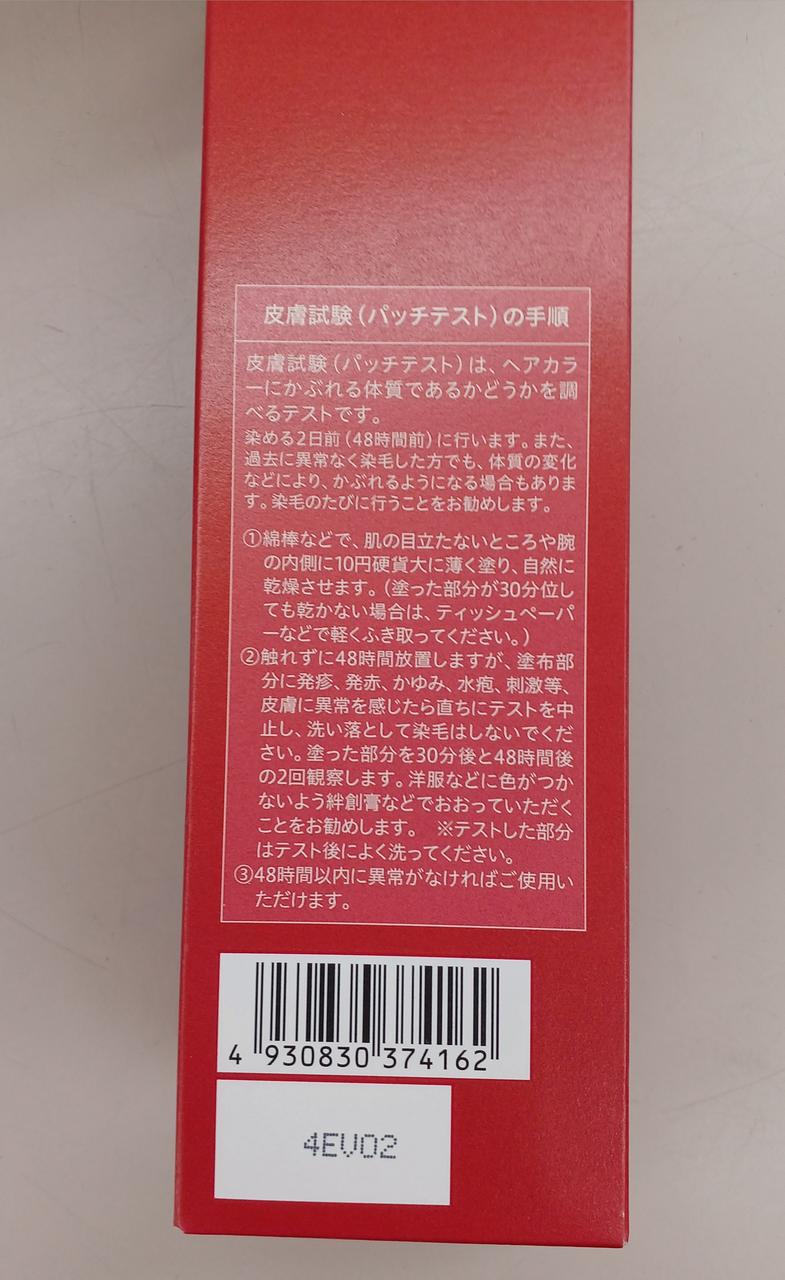 皮膚試験(パッチテスト)の手順
皮膚試験(パッチテスト)は、ヘアカラ
ーにかぶれる体質であるかどうかを調
べるテストです。
染める2日前(48時間前)に行います。また、
過去に異常なく染毛した方でも、体質の変化
などにより、かぶれるようになる場合もありま
す。染毛のたびに行うことをお勧めします。
①綿棒などで、肌の目立たないところや腕
の内側に10円硬貨大に薄く塗り、自然に
乾燥させます。(塗った部分が30分位し
ても乾かない場合は、ティッシュペーパ
ーなどで軽くふき取ってください。)
②触れずに48時間放置しますが、塗布部
分に発疹、発赤、かゆみ、水疱、刺激等、
皮膚に異常を感じたら直ちにテストを中
止し、洗い落として染毛はしないでくだ
さい。塗った部分を30分後と48時間後
の2回観察します。洋服などに色がつか
ないよう絆創膏などでおおっていただく
ことをお勧めします。 ※テストした部分
はテスト後によく洗ってください。
③48時間以内に異常がなければご使用い
ただけます。
4 930830 374162
4EV02